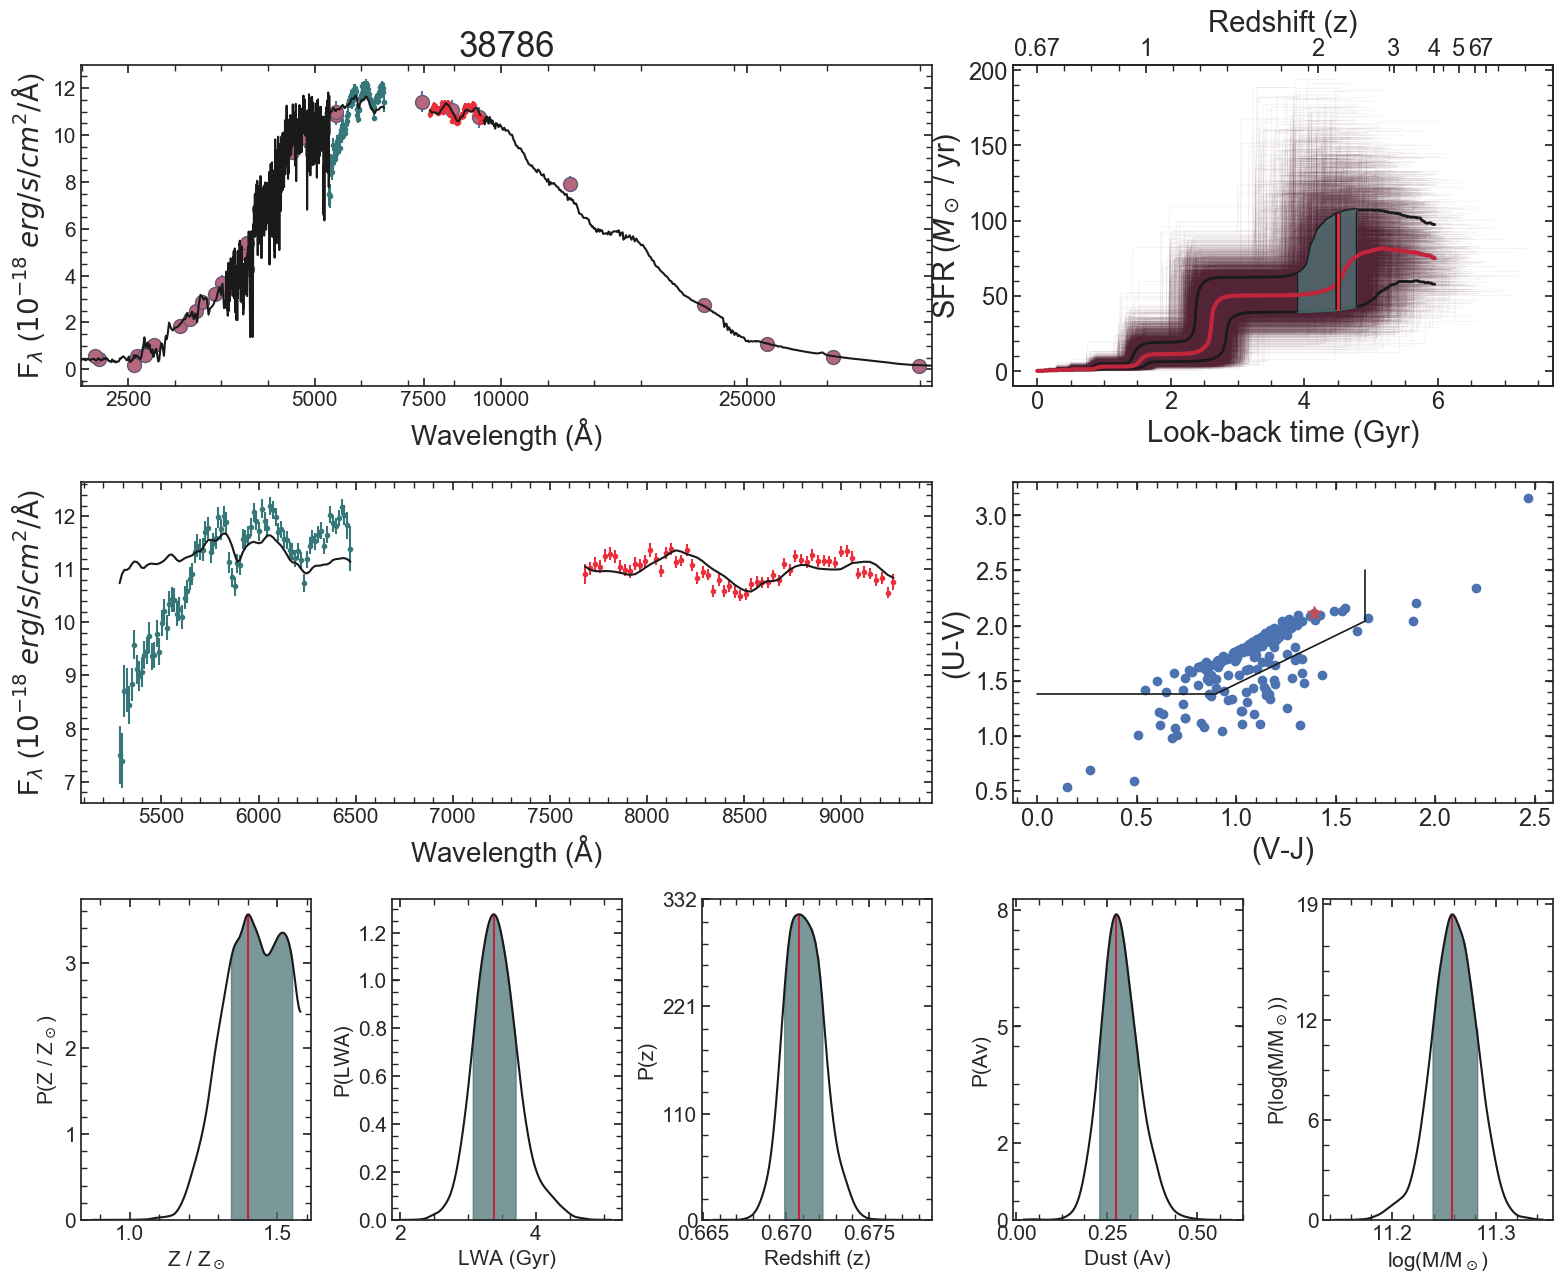 38786
F_λ (10^−18 erg/s/cm^2/Å)
12
10
8
6
4
2
0
2500 5000 7500 10000 25000
Wavelength (Å)
Redshift (z)
0.67 1 2 3 4 5 6 7
SFR (M_⊙ / yr)
200
150
100
50
0
0 2 4 6
Look-back time (Gyr)
F_λ (10^−18 erg/s/cm^2/Å)
12
11
10
9
8
7
5500 6000 6500 7000 7500 8000 8500 9000
Wavelength (Å)
(U-V)
3.0
2.5
2.0
1.5
1.0
0.5
0.0 0.5 1.0 1.5 2.0 2.5
(V-J)
P(Z / Z_⊙)
3
2
1
0
1.0 1.5
Z / Z_⊙
P(LWA)
1.2
1.0
0.8
0.6
0.4
0.2
0.0
2 4
LWA (Gyr)
P(z)
332
221
110
0
0.665 0.670 0.675
Redshift (z)
P(Av)
8
5
2
0
0.00 0.25 0.50
Dust (Av)
P(log(M/M_⊙))
19
12
6
0
11.2 11.3
log(M/M_⊙)